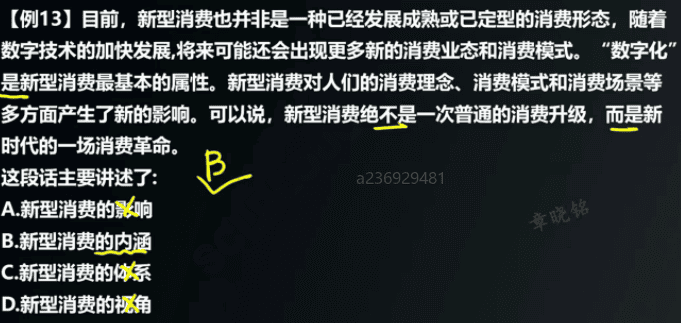 【例13】目前，新型消费也并非是一种已经发展成熟或已定型的消费形态，随着
数字技术的加快发展,将来可能还会出现更多新的消费业态和消费模式。“数字化”
是新型消费最基本的属性。新型消费对人们的消费理念、消费模式和消费场景等
多方面产生了新的影响。可以说，新型消费绝不是一次普通的消费升级，而是新
时代的一场消费革命。
这段话主要讲述了:
B
a236929481
A.新型消费的影响
章晓铭
B.新型消费的内涵
C.新型消费的体系
D.新型消费的视角